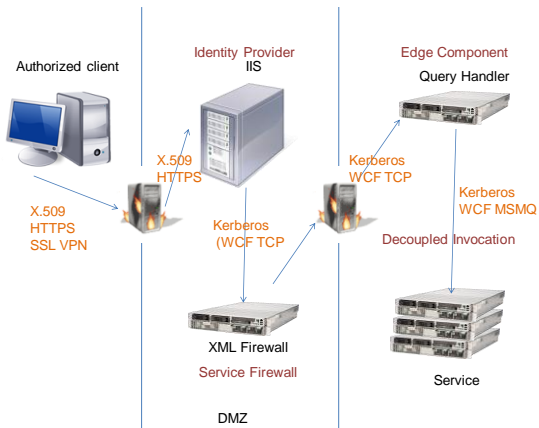 Authorized client
Identity Provider
IIS
Edge Component
Query Handler
X.509
HTTPS
Kerberos
WCF TCP
X.509
HTTPS
SSL VPN
Kerberos
(WCF TCP
Kerberos
WCF MSMQ
Decoupled Invocation
XML Firewall
Service Firewall
Service
DMZ